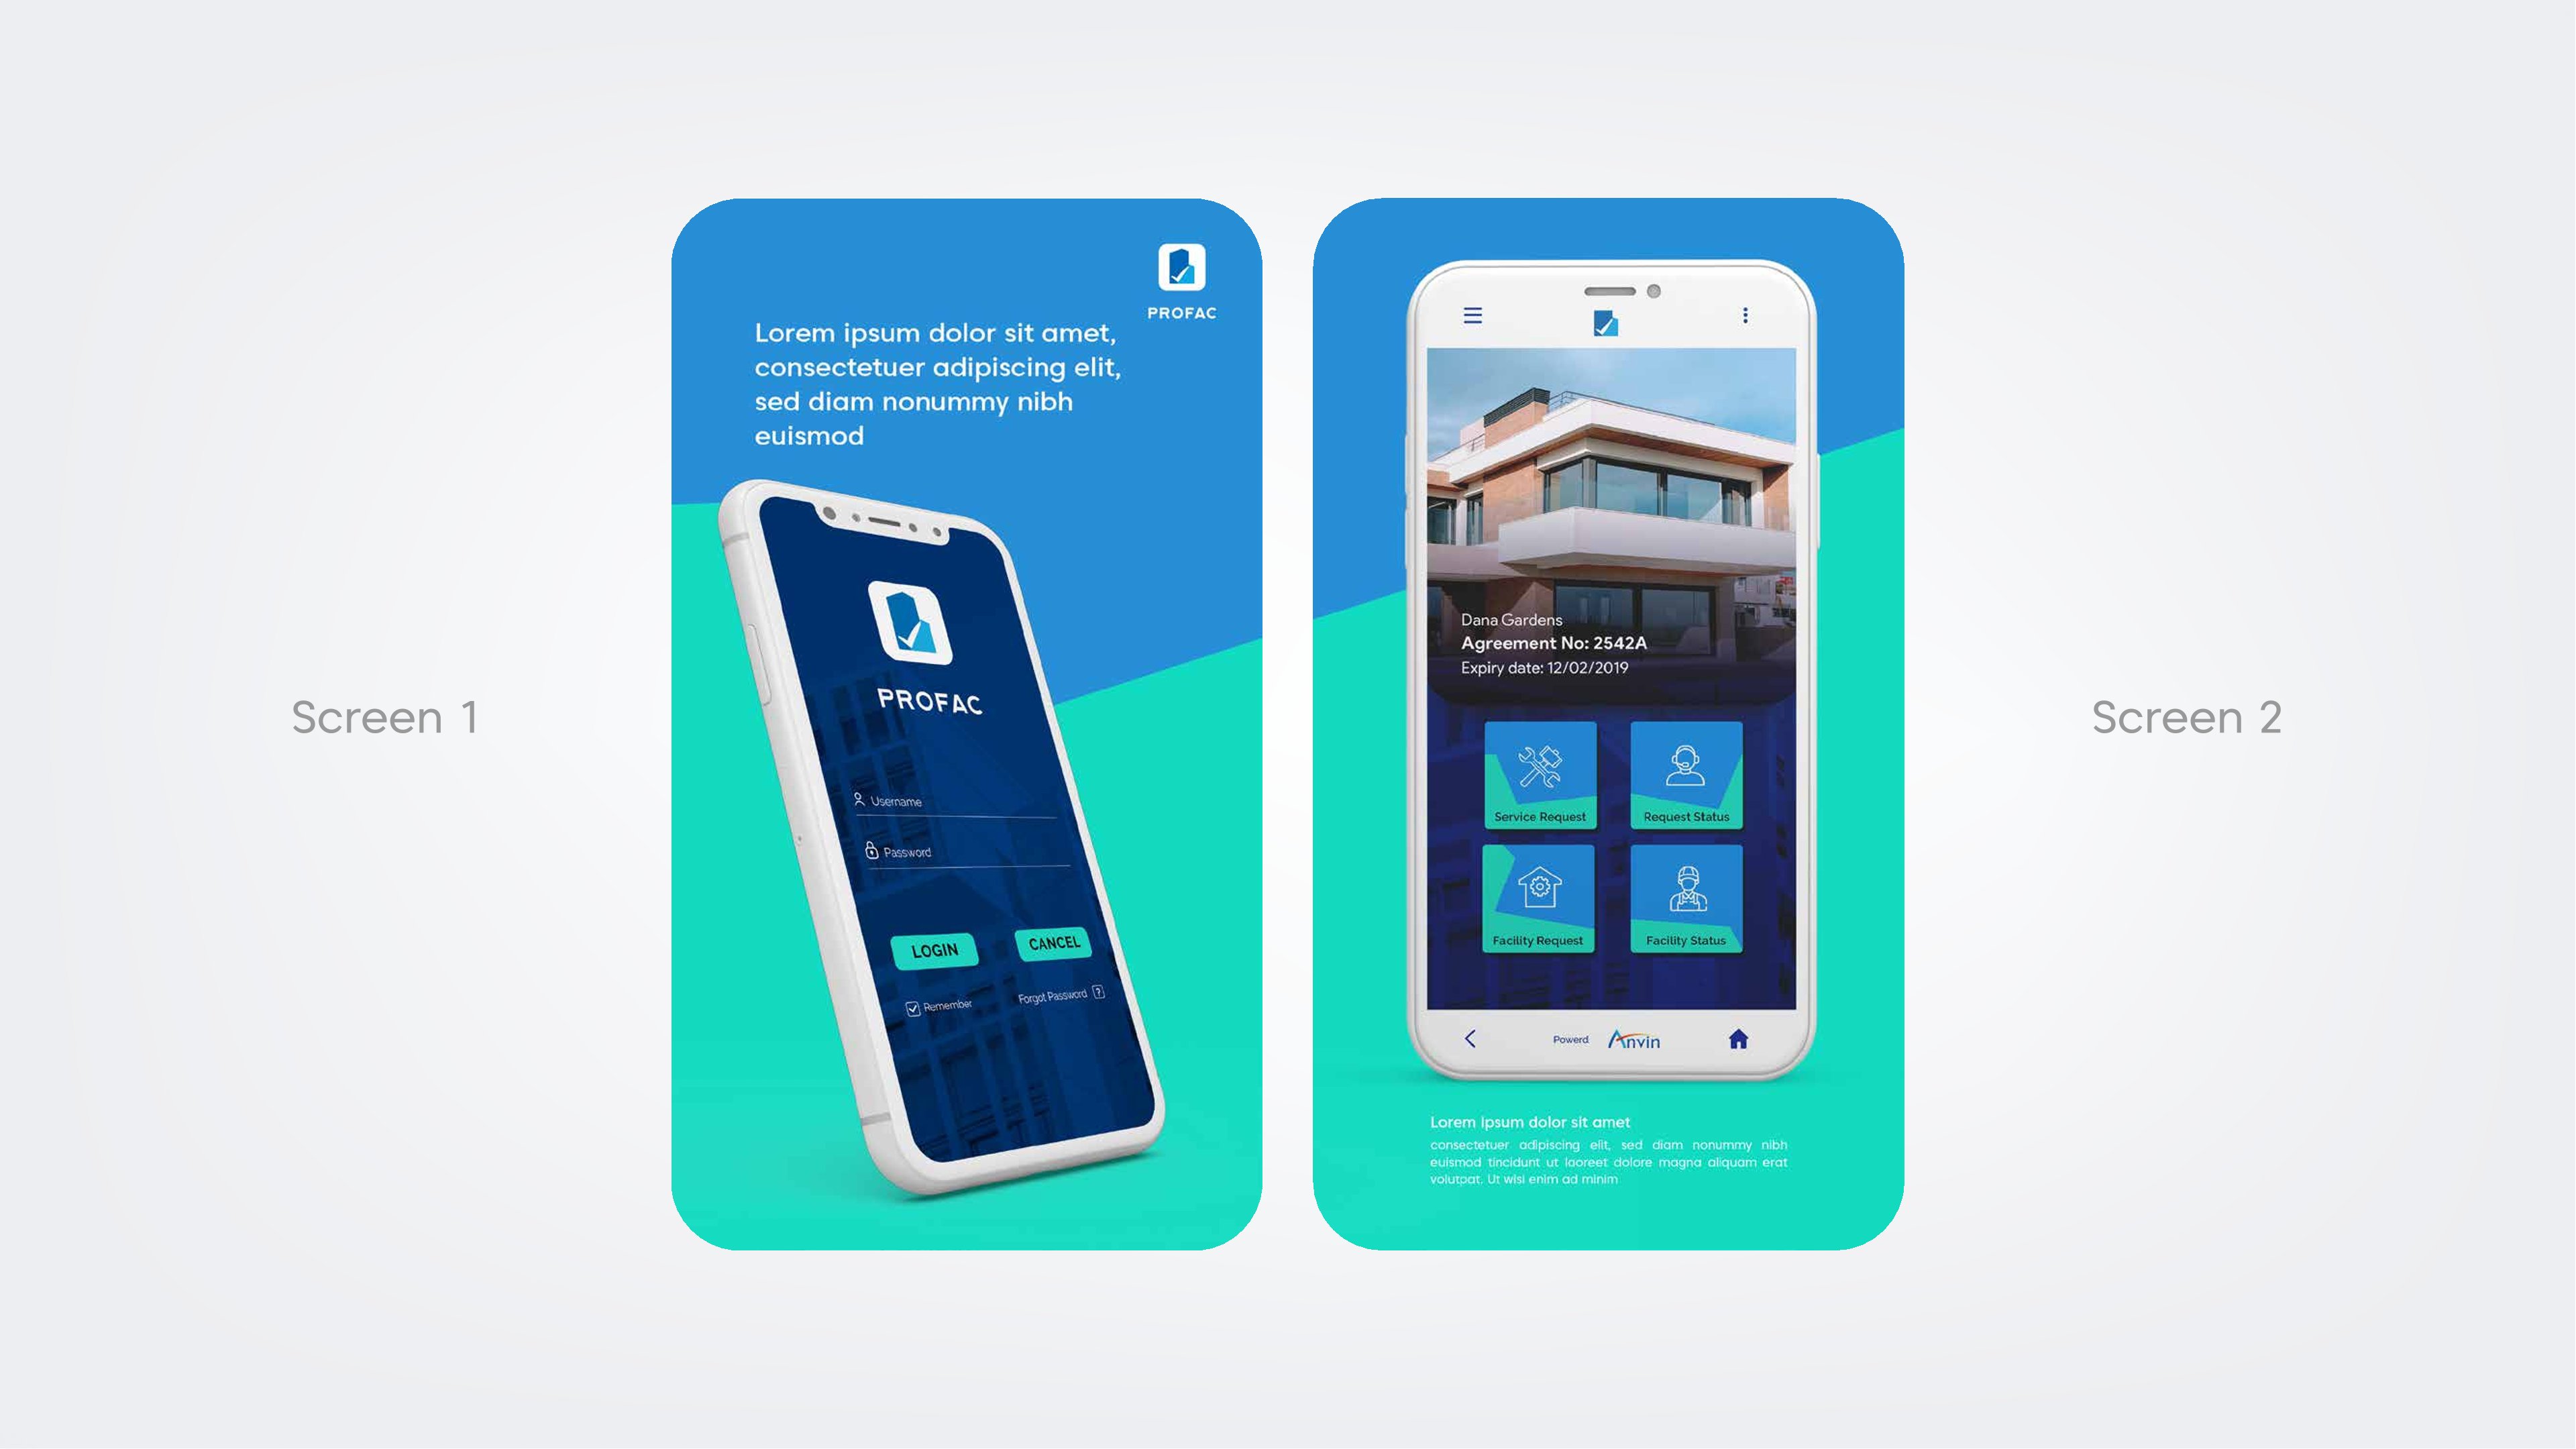 Screen 1
PROFAC
Lorem ipsum dolor sit amet,
consectetuer adipiscing elit,
sed diam nonummy nibh
euismod
PROFAC
Username
Password
LOGIN
CANCEL
Remember
Forgot Password ?
Dana Gardens
Agreement No: 2542A
Expiry date: 12/02/2019
Service Request
Request Status
Facility Request
Facility Status
Powerd Anvin
Lorem ipsum dolor sit amet
consectetuer adipiscing elit, sed diam nonummy nibh
euismod tincidunt ut laoreet dolore magna aliquam erat
volutpat. Ut wisi enim ad minim
Screen 2